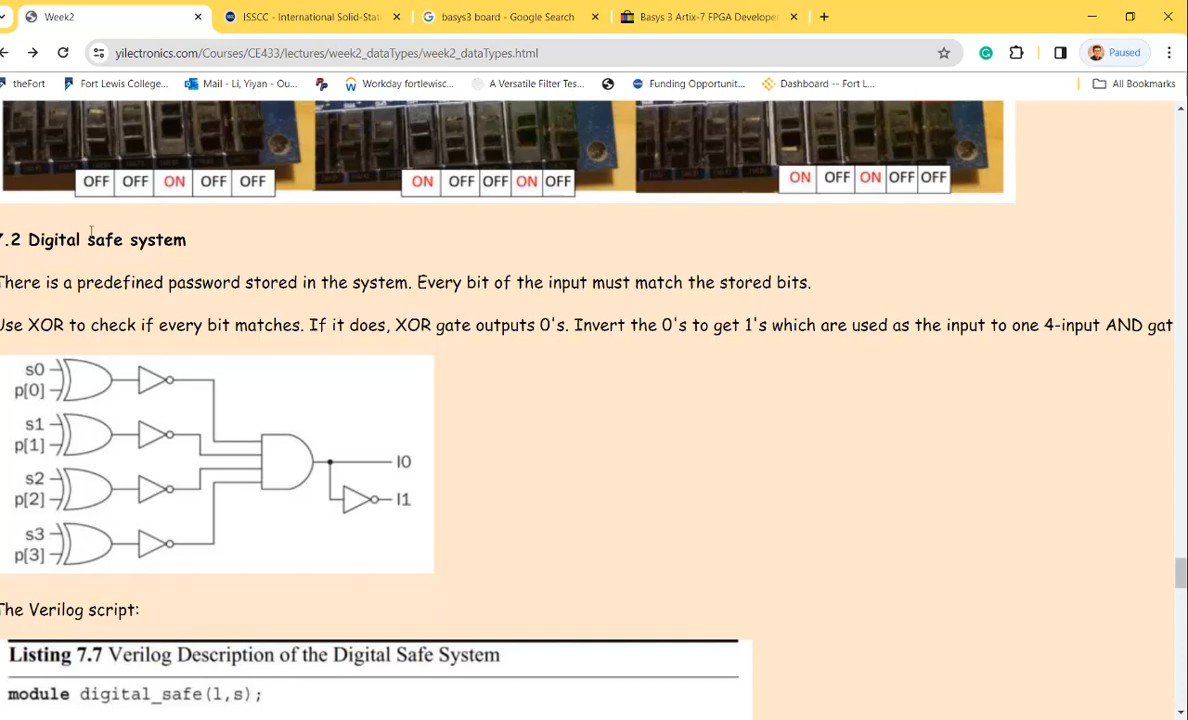 Week2
ISSCC - International Solid-Stat
basys3 board - Google Search
Basys 3 Artix-7 FPGA Develope
yilectronics.com/Courses/CE433/lectures/week2_dataTypes/week2_dataTypes.html
Paused
theFort
Fort Lewis College...
Mail - Li, Yiyan - Ou...
Workday fortlewisc...
A Versatile Filter Tes...
Funding Opportunit...
Dashboard -- Fort L...
All Bookmarks
OFF OFF ON OFF OFF
ON OFF OFF ON OFF
ON OFF ON OFF OFF
7.2 Digital safe system
There is a predefined password stored in the system. Every bit of the input must match the stored bits.
Use XOR to check if every bit matches. If it does, XOR gate outputs 0's. Invert the 0's to get 1's which are used as the input to one 4-input AND gat
s0
p[0]
s1
p[1]
s2
p[2]
s3
p[3]
l0
l1
The Verilog script:
Listing 7.7 Verilog Description of the Digital Safe System
module digital_safe(l,s);